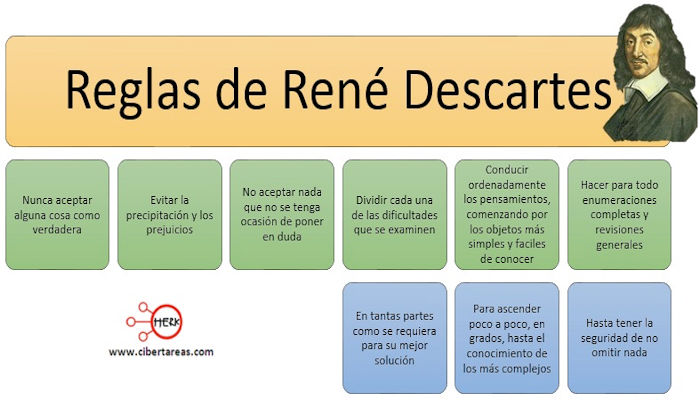 Reglas de René Descartes
Nunca aceptar
alguna cosa como
verdadera
Evitar la
precipitación y los
prejuicios
No aceptar nada
que no se tenga
ocasión de poner
en duda
Dividir cada una
de las dificultades
que se examinen
Conducir
ordenadamente
los pensamientos,
comenzando por
los objetos más
simples y faciles
de conocer
Hacer para todo
enumeraciones
completas y
revisiones
generales
En tantas partes
como se requiera
para su mejor
solución
Para ascender
poco a poco, en
grados, hasta el
conocimiento de
los más complejos
Hasta tener la
seguridad de no
omitir nada
HERK
www.cibertareas.com